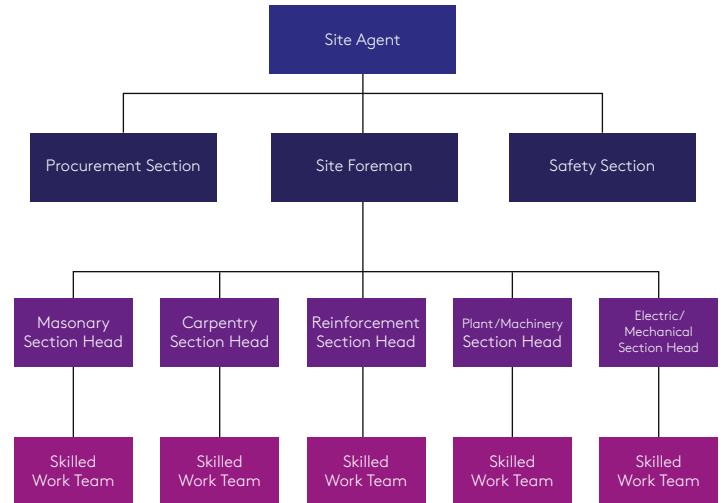 Site Agent
Procurement Section
Site Foreman
Safety Section
Masonary
Section Head
Carpentry
Section Head
Reinforcement
Section Head
Plant/Machinery
Section Head
Electric/
Mechanical
Section Head
Skilled
Work Team
Skilled
Work Team
Skilled
Work Team
Skilled
Work Team
Skilled
Work Team